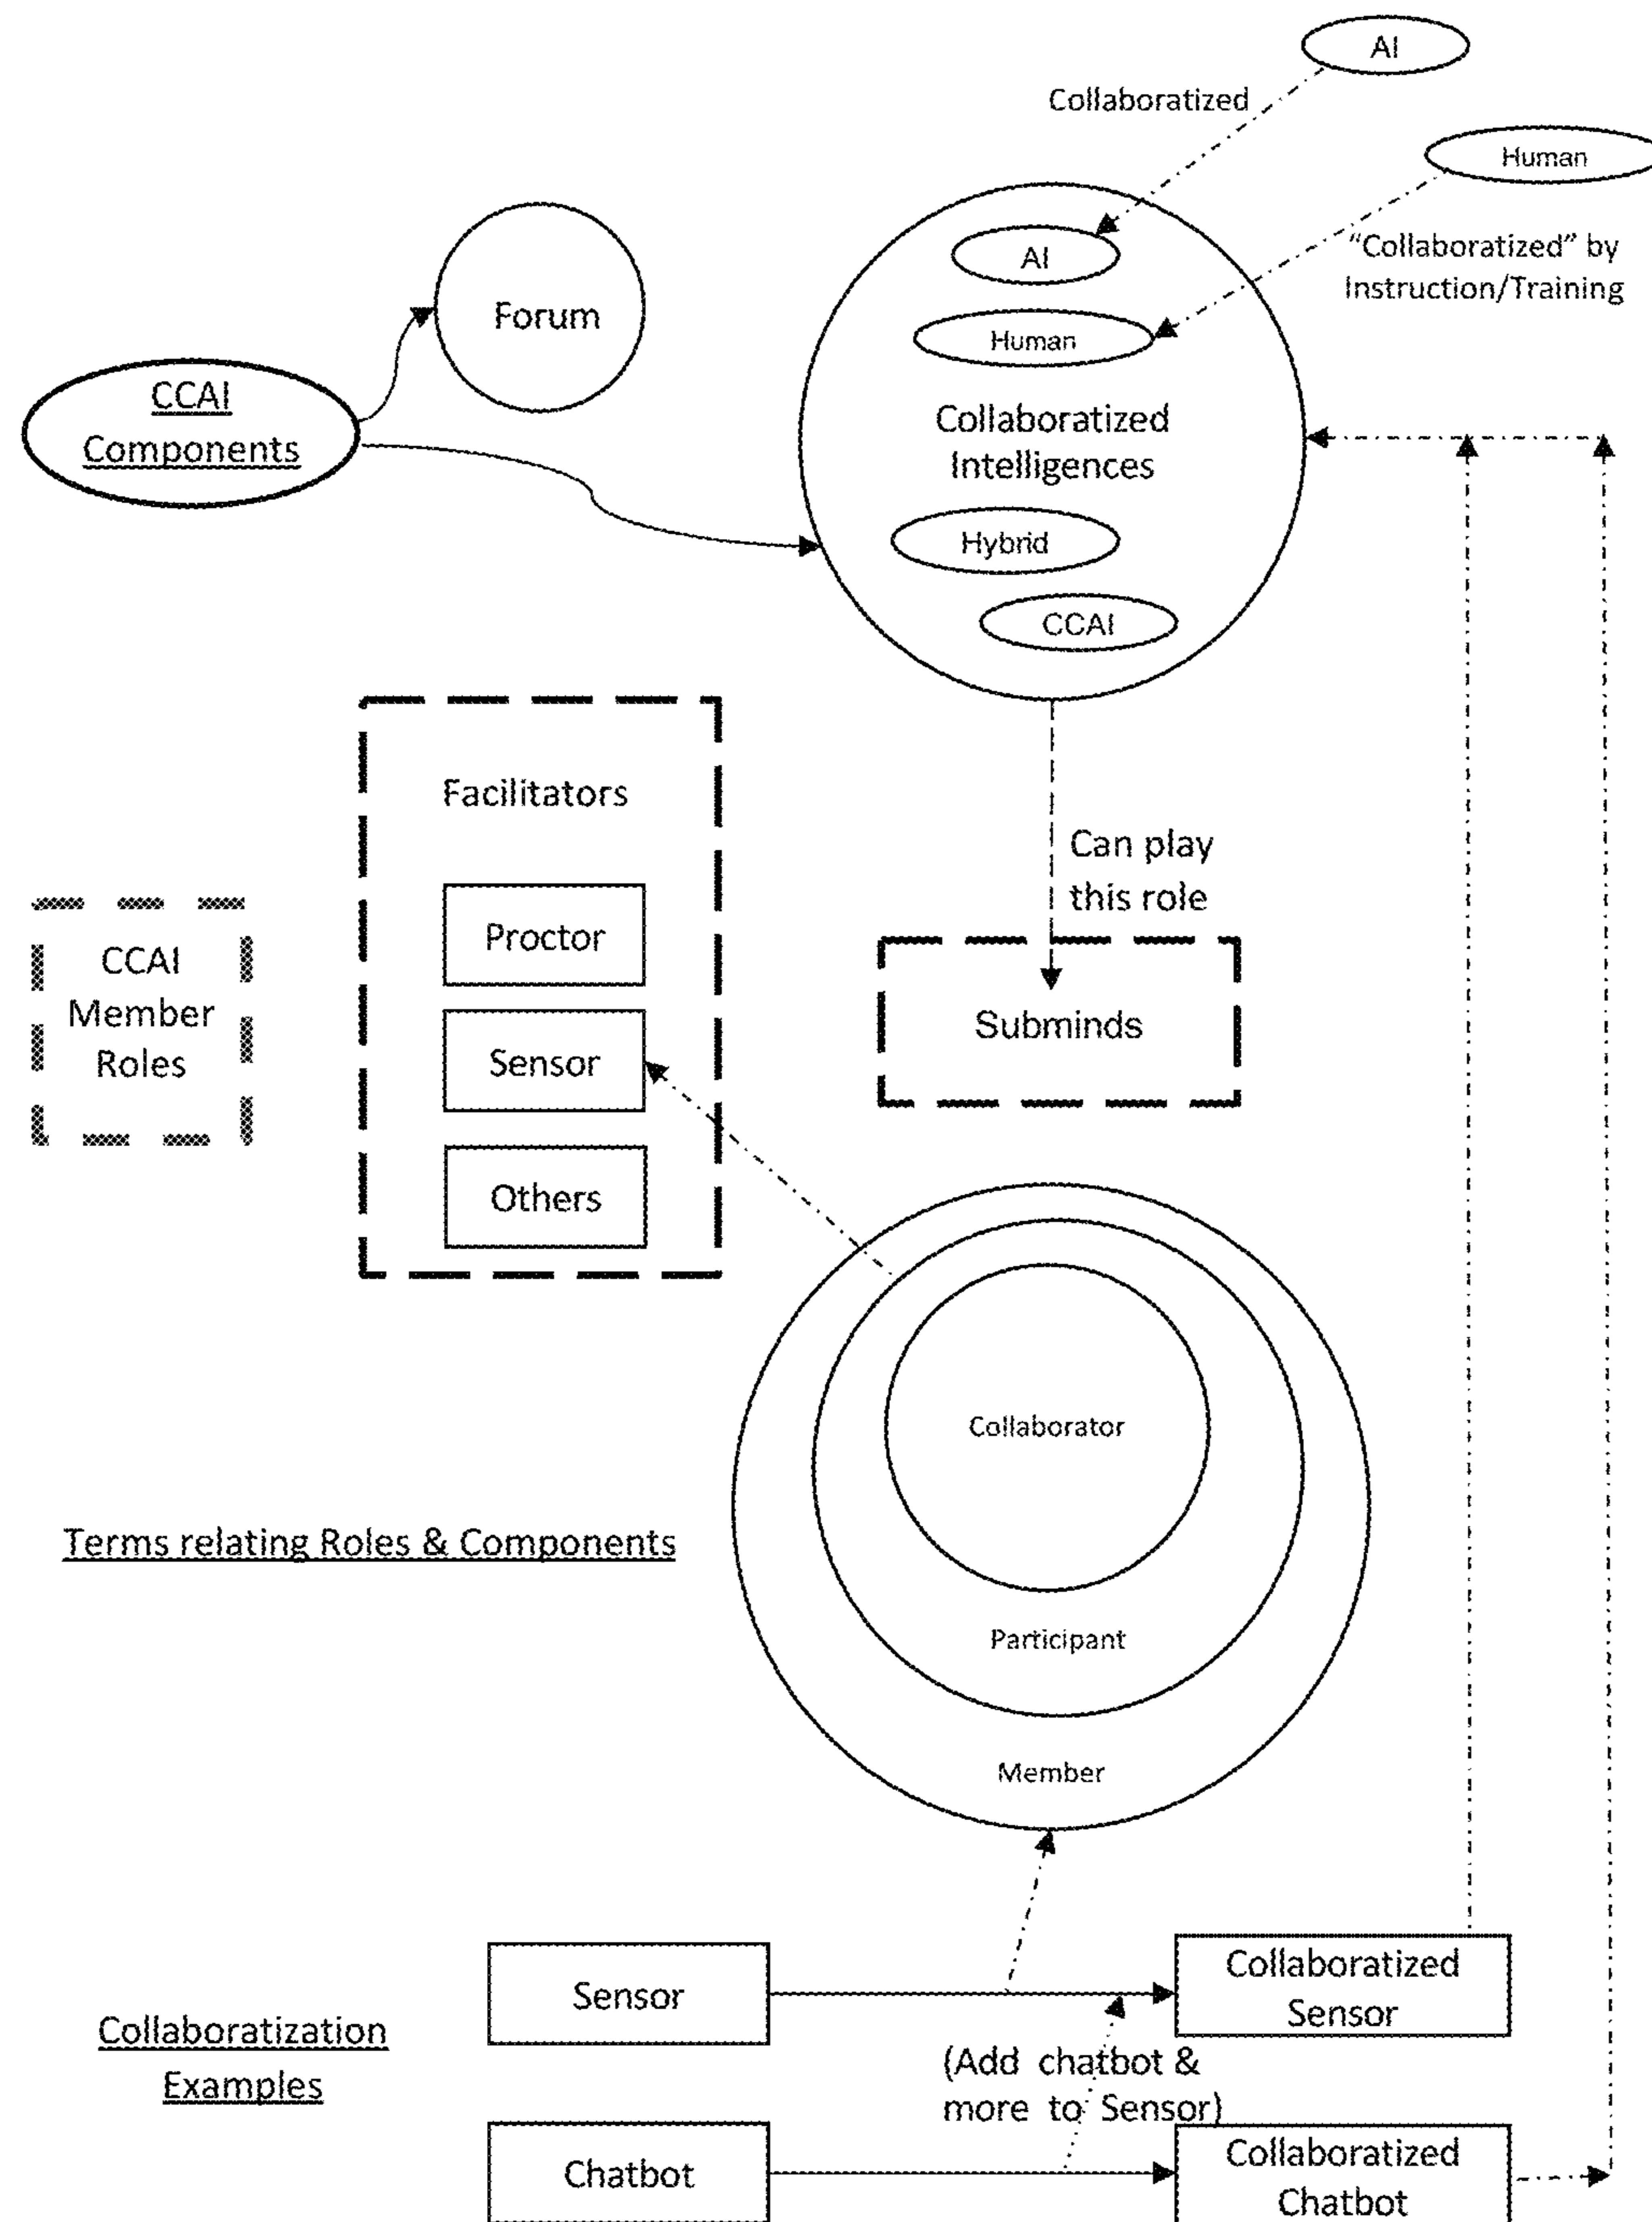 AI
Collaboratized
Human
"Collaboratized" by
Instruction/Training
AI
Forum
Human
CCAI
Components
Collaboratized
Intelligences
Hybrid
CCAI
Facilitators
Can play
this role
Proctor
CCAI
Member
Roles
Subminds
Sensor
Others
Collaborator
Terms relating Roles & Components
Participant
Member
Sensor
Collaboratized
Sensor
Collaboratization
Examples
(Add chatbot &
more to Sensor)
Chatbot
Collaboratized
Chatbot